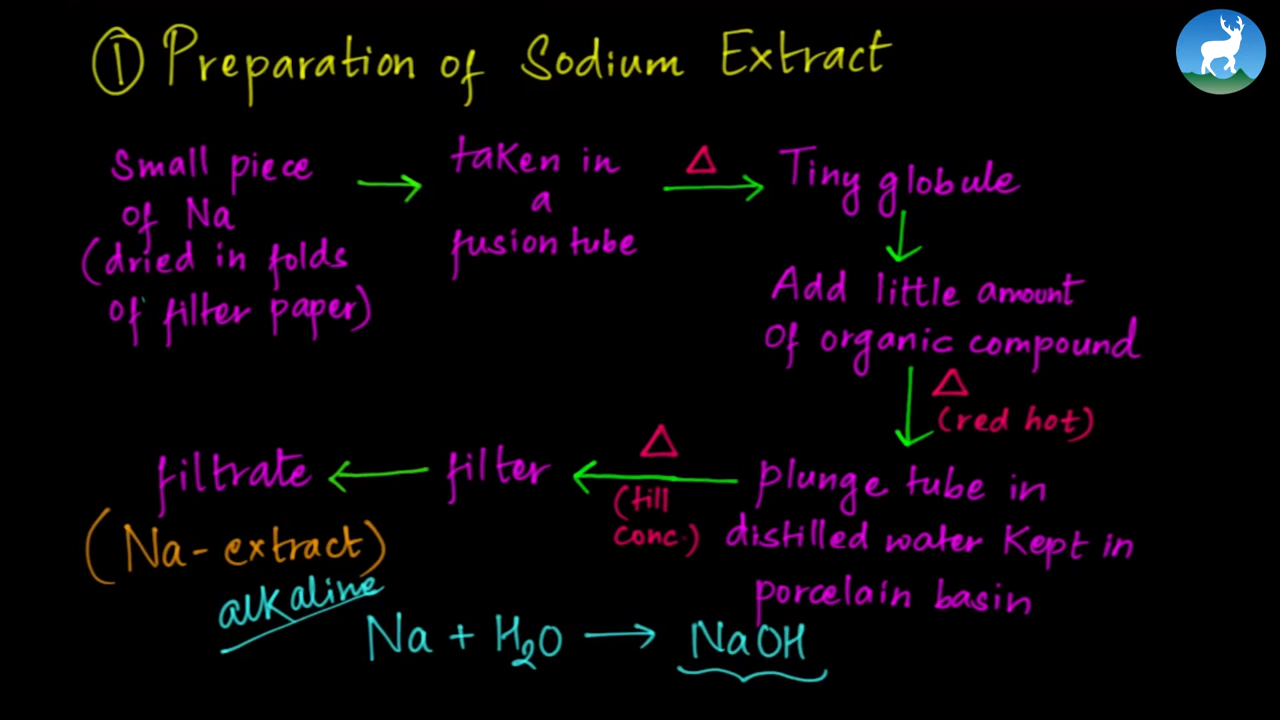 ① Preparation of Sodium Extract
Small piece
of Na
(dried in folds
of filter paper)
→
taken in
a
fusion tube
Δ
→
Tiny globule
↓
Add little amount
Of organic compound
↓
Δ
(red hot)
plunge tube in
distilled water Kept in
porcelain basin
Δ
←
(till
conc.)
filter
←
filtrate
(Na-extract)
alkaline
Na + H₂O → NaOH